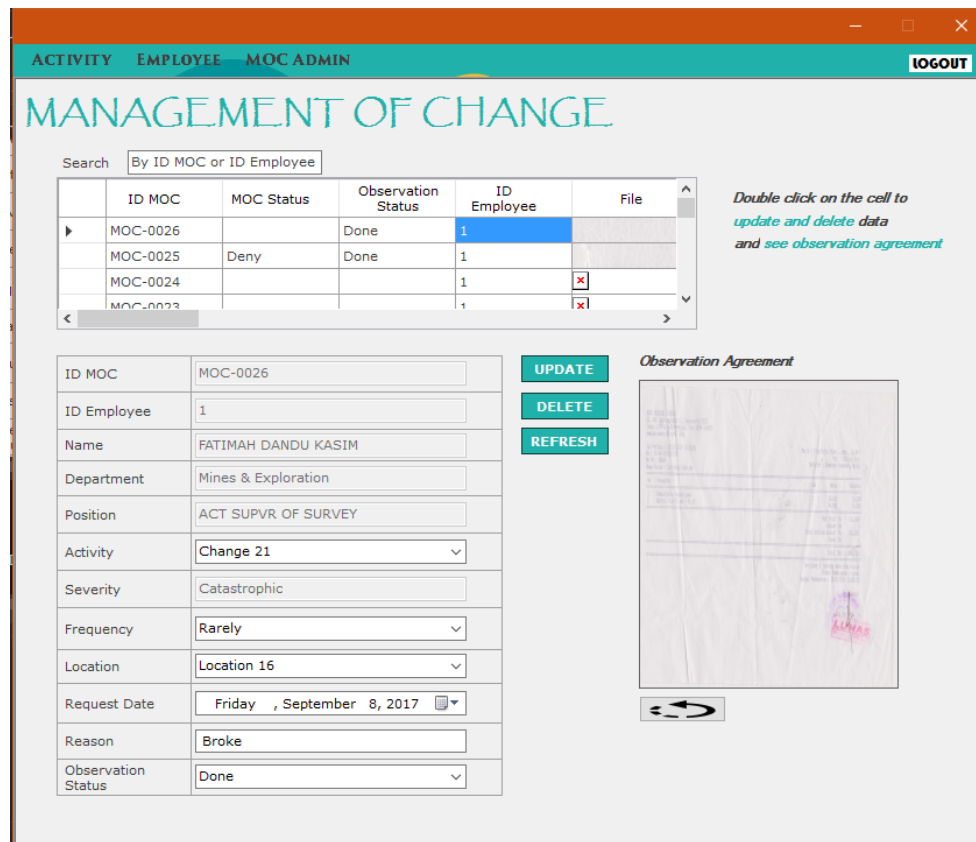 ACTIVITY EMPLOYEE MOC ADMIN LOGOUT
MANAGEMENT OF CHANGE
Search By ID MOC or ID Employee
ID MOC MOC Status Observation Status ID Employee File
MOC-0026 Done 1
MOC-0025 Deny Done 1
MOC-0024 1
MOC-0023 1
Double click on the cell to
update and delete data
and see observation agreement
ID MOC MOC-0026
ID Employee 1
Name FATIMAH DANDU KASIM
Department Mines & Exploration
Position ACT SUPVR OF SURVEY
Activity Change 21
Severity Catastrophic
Frequency Rarely
Location Location 16
Request Date Friday , September 8, 2017
Reason Broke
Observation Status Done
UPDATE
DELETE
REFRESH
Observation Agreement